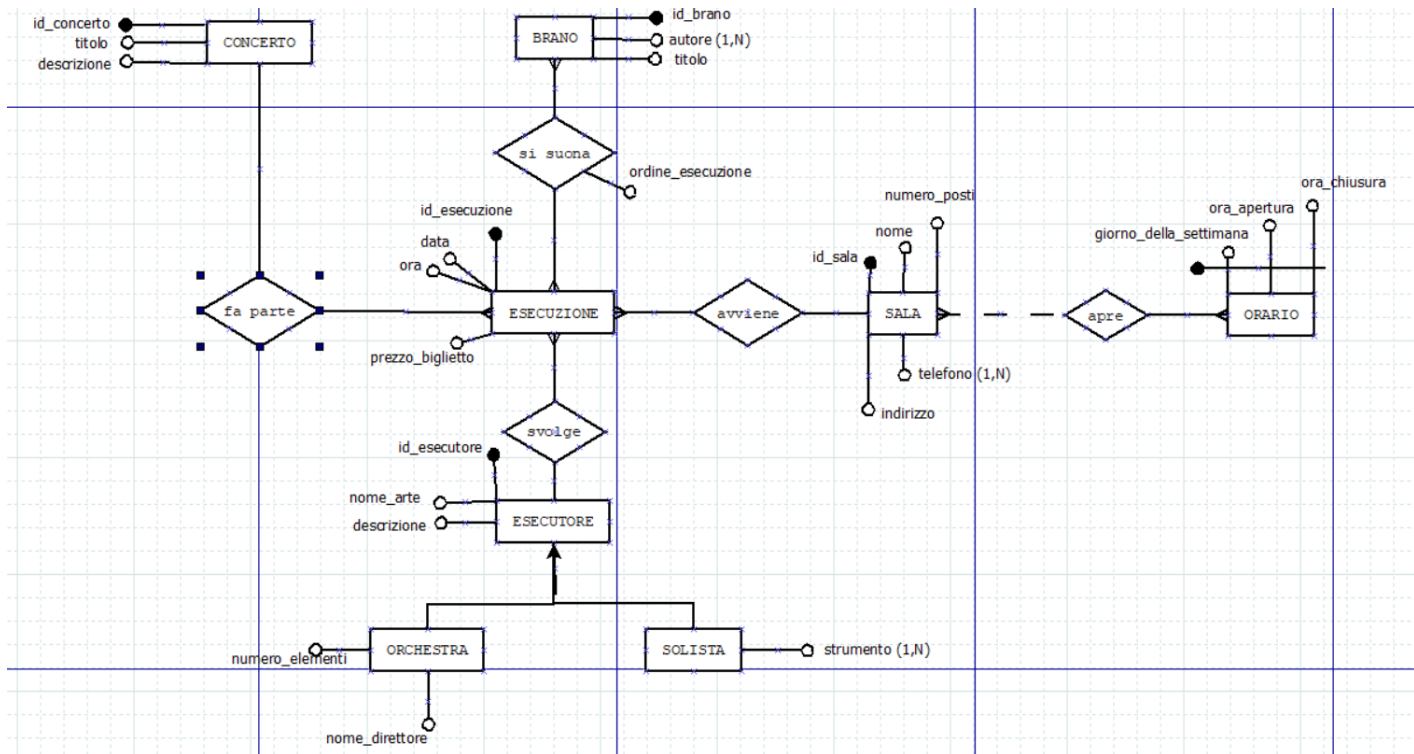 id_concerto
titolo
descrizione
CONCERTO
BRANO
id_brano
autore (1,N)
titolo
si suona
ordine_esecuzione
id_esecuzione
data
ora
fa parte
ESECUZIONE
prezzo_biglietto
avviene
numero_posti
nome
id_sala
SALA
telefono (1,N)
indirizzo
apre
ora_chiusura
ora_apertura
giorno_della_settimana
ORARIO
svolge
id_esecutore
nome_arte
descrizione
ESECUTORE
numero_elementi
ORCHESTRA
nome_direttore
SOLISTA
strumento (1,N)